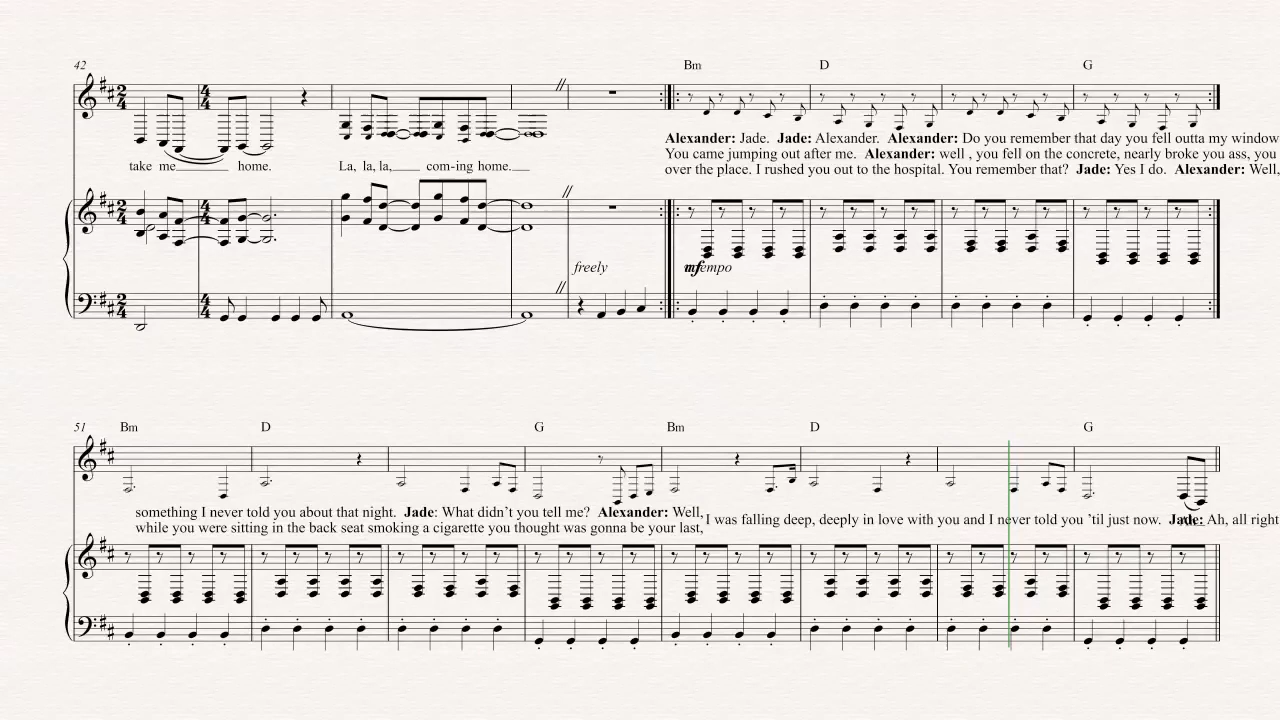 42
Bm D G
take me home. La, la, la, com-ing home.
Alexander: Jade. Jade: Alexander. Alexander: Do you remember that day you fell outta my window
You came jumping out after me. Alexander: well , you fell on the concrete, nearly broke you ass, you
over the place. I rushed you out to the hospital. You remember that? Jade: Yes I do. Alexander: Well,
freely mf
51
Bm D G Bm D G
something I never told you about that night. Jade: What didn't you tell me? Alexander: Well,
while you were sitting in the back seat smoking a cigarette you thought was gonna be your last,
I was falling deep, deeply in love with you and I never told you 'til just now. Jade: Ah, all right